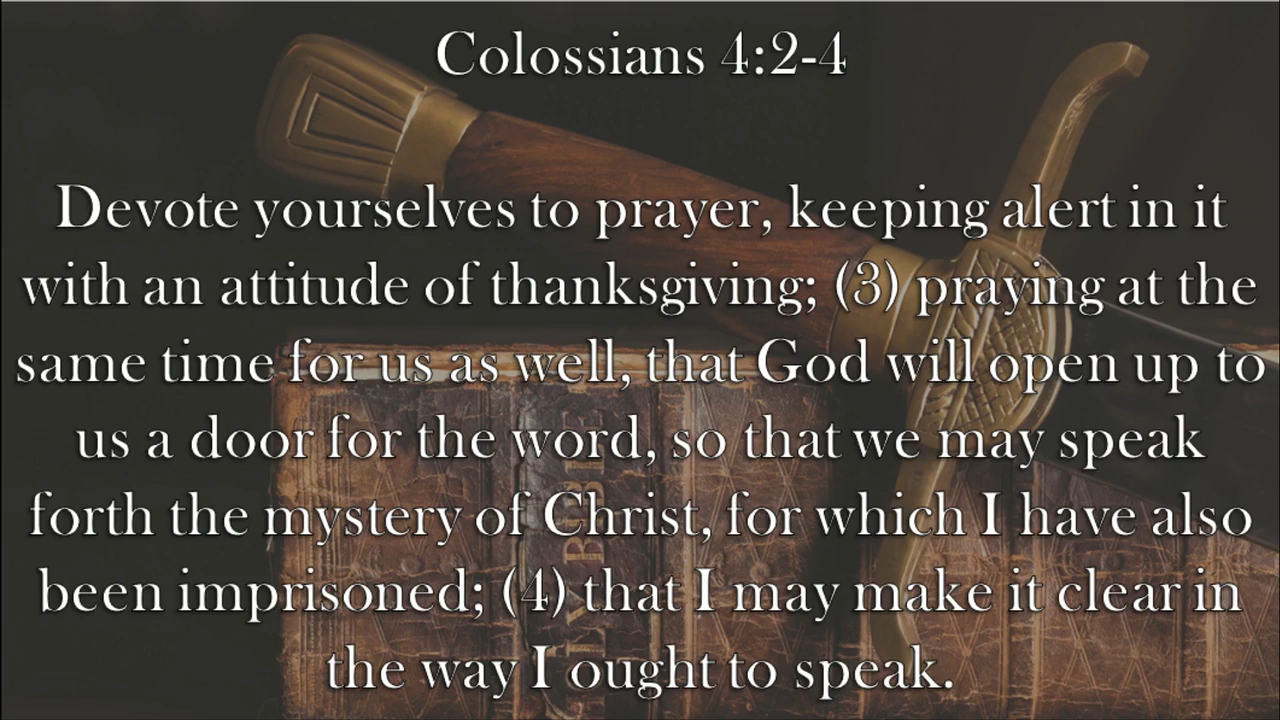 Colossians 4:2-4
Devote yourselves to prayer, keeping alert in it
with an attitude of thanksgiving; (3) praying at the
same time for us as well, that God will open up to
us a door for the word, so that we may speak
forth the mystery of Christ, for which I have also
been imprisoned; (4) that I may make it clear in
the way I ought to speak.